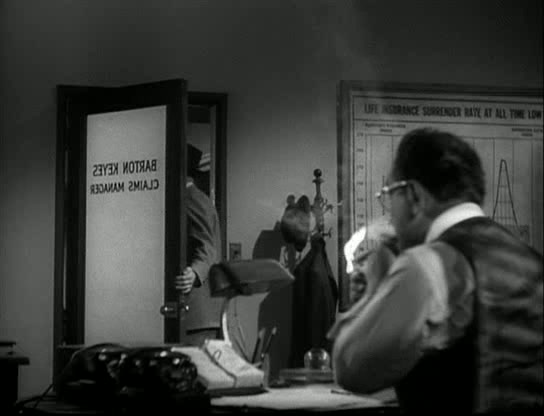 BARTON KEYES
CLAIMS MANAGER
LIFE INSURANCE SURRENDER RATE AT ALL TIME LOW